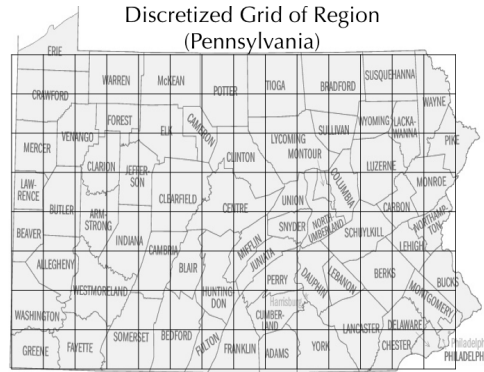 Discretized Grid of Region
(Pennsylvania)
ERIE
CRAWFORD
WARREN
McKEAN
POTTER
TIOGA
BRADFORD
SUSQUEHANNA
WAYNE
WYOMING
LACKA-
WANNA
PIKE
MERCER
VENANGO
FOREST
ELK
CAMERON
CLINTON
LYCOMING
SULLIVAN
MONTOUR
COLUMBIA
LUZERNE
MONROE
CLARION
JEFFER-
SON
CLEARFIELD
CENTRE
UNION
SNYDER
NORTH
UMBERLAND
SCHUYLKILL
CARBON
NORTHAMP
TON
LEHIGH
LAW-
RENCE
BUTLER
ARM-
STRONG
BEAVER
INDIANA
CAMBRIA
BLAIR
MIFFLIN
JUNIATA
PERRY
DAUPHIN
LEBANON
BERKS
MONTGOMERY
BUCKS
ALLEGHENY
WESTMORELAND
HUNTING
DON
Harrisburg
CUMBER-
LAND
WASHINGTON
GREENE
FAYETTE
SOMERSET
BEDFORD
FULTON
FRANKLIN
ADAMS
YORK
LANCASTER
DELAWARE
CHESTER
Philadelph
PHILADELPH